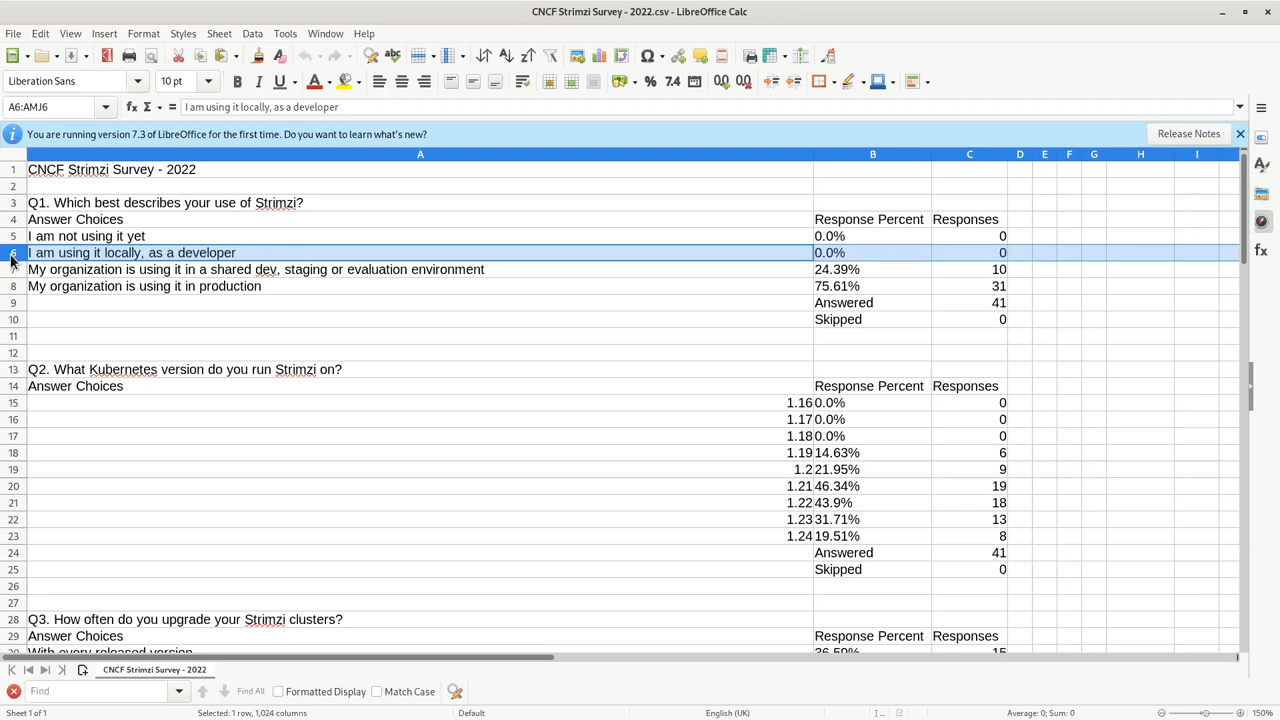 CNCF Strimzi Survey - 2022.csv - LibreOffice Calc
File Edit View Insert Format Styles Sheet Data Tools Window Help
Liberation Sans 10 pt
A6:AMJ6 I am using it locally, as a developer
You are running version 7.3 of LibreOffice for the first time. Do you want to learn what's new? Release Notes
A B C D E F G H I
1 CNCF Strimzi Survey - 2022
2
3 Q1. Which best describes your use of Strimzi?
4 Answer Choices Response Percent Responses
5 I am not using it yet 0.0% 0
6 I am using it locally, as a developer 0.0% 0
7 My organization is using it in a shared dev, staging or evaluation environment 24.39% 10
8 My organization is using it in production 75.61% 31
9 Answered 41
10 Skipped 0
11
12
13 Q2. What Kubernetes version do you run Strimzi on?
14 Answer Choices Response Percent Responses
15 1.16 0.0% 0
16 1.17 0.0% 0
17 1.18 0.0% 0
18 1.19 14.63% 6
19 1.2 21.95% 9
20 1.21 46.34% 19
21 1.22 43.9% 18
22 1.23 31.71% 13
23 1.24 19.51% 8
24 Answered 41
25 Skipped 0
26
27
28 Q3. How often do you upgrade your Strimzi clusters?
29 Answer Choices Response Percent Responses
30 With every released version 36.59% 15
CNCF Strimzi Survey - 2022
Find Find All Formatted Display Match Case
Sheet 1 of 1 Selected: 1 row, 1,024 columns Default English (UK) Average: 0; Sum: 0 150%